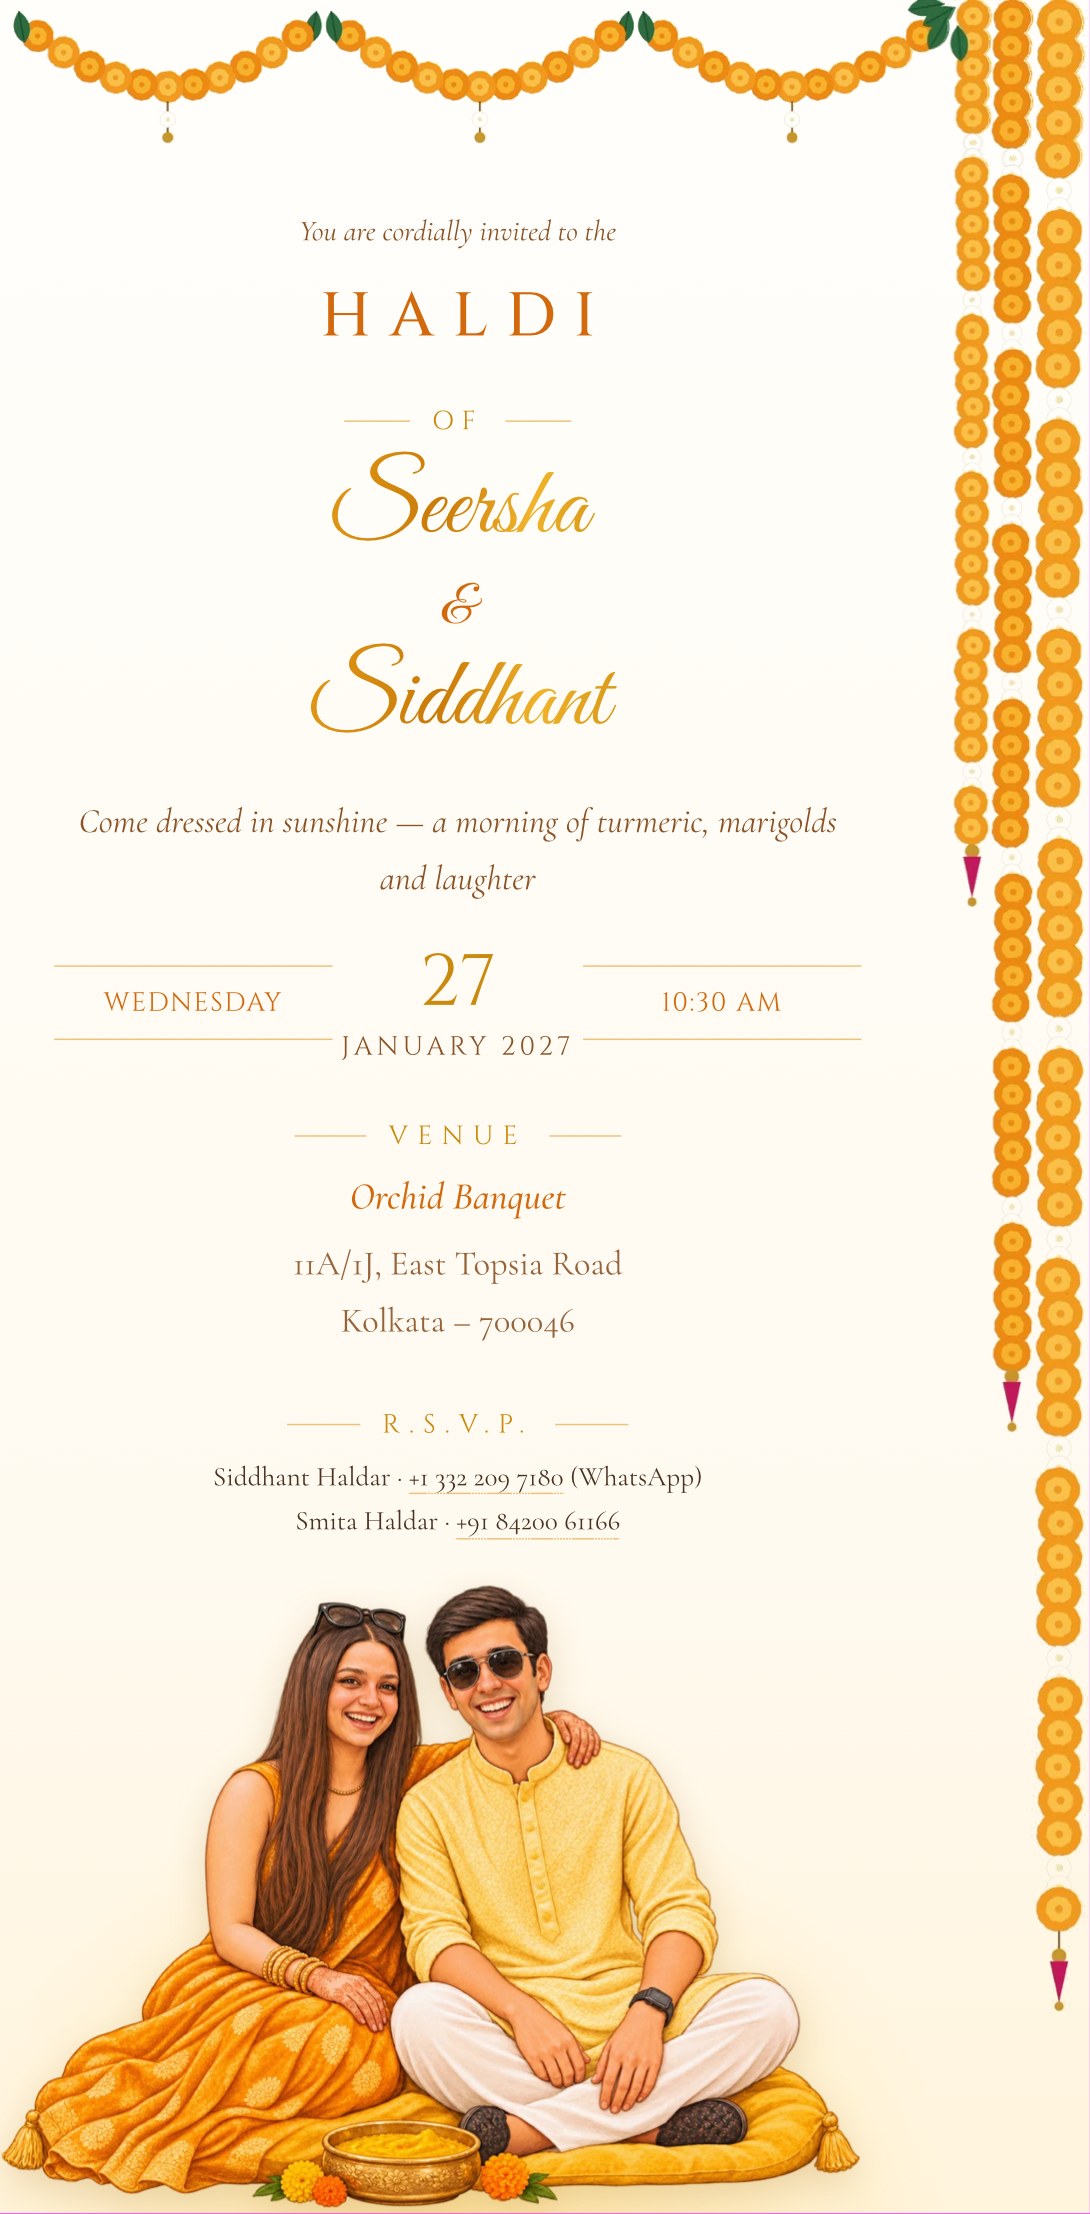 You are cordially invited to the
HALDI
OF
Seersha
&
Siddhant
Come dressed in sunshine — a morning of turmeric, marigolds
and laughter
WEDNESDAY
27
JANUARY 2027
10:30 AM
VENUE
Orchid Banquet
11A/1J, East Topsia Road
Kolkata – 700046
R.S.V.P.
Siddhant Haldar · +1 332 209 7180 (WhatsApp)
Smita Haldar · +91 84200 61166